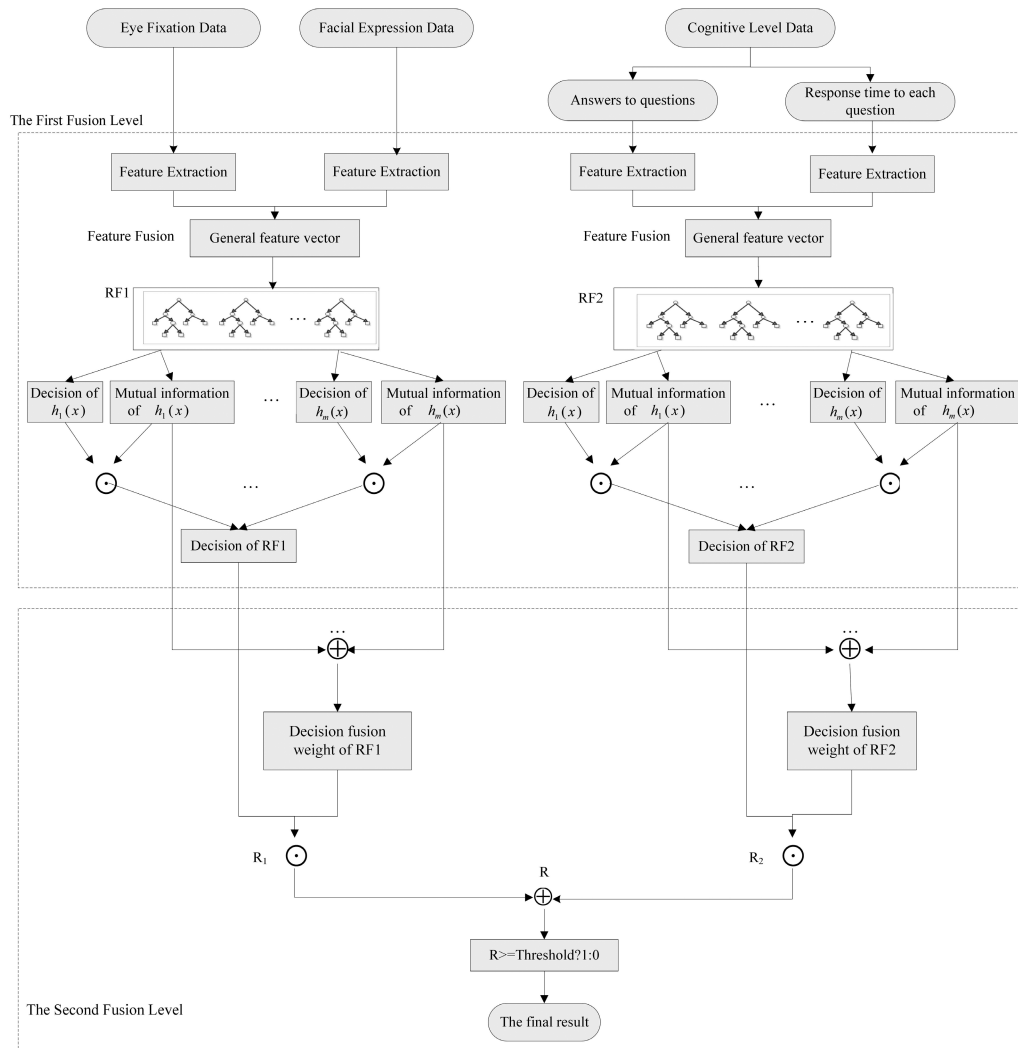 Eye Fixation Data
Facial Expression Data
Cognitive Level Data
Answers to questions
Response time to each
question
The First Fusion Level
Feature Extraction
Feature Extraction
Feature Extraction
Feature Extraction
Feature Fusion
General feature vector
Feature Fusion
General feature vector
RF1
...
RF2
...
Decision of
h₁(x)
Mutual information
of h₁(x)
...
Decision of
hₘ(x)
Mutual information
of hₘ(x)
Decision of
h₁(x)
Mutual information
of h₁(x)
...
Decision of
hₘ(x)
Mutual information
of hₘ(x)
...
...
Decision of RF1
Decision of RF2
...
...
Decision fusion
weight of RF1
Decision fusion
weight of RF2
R₁
R₂
R
R>=Threshold?1:0
The final result
The Second Fusion Level